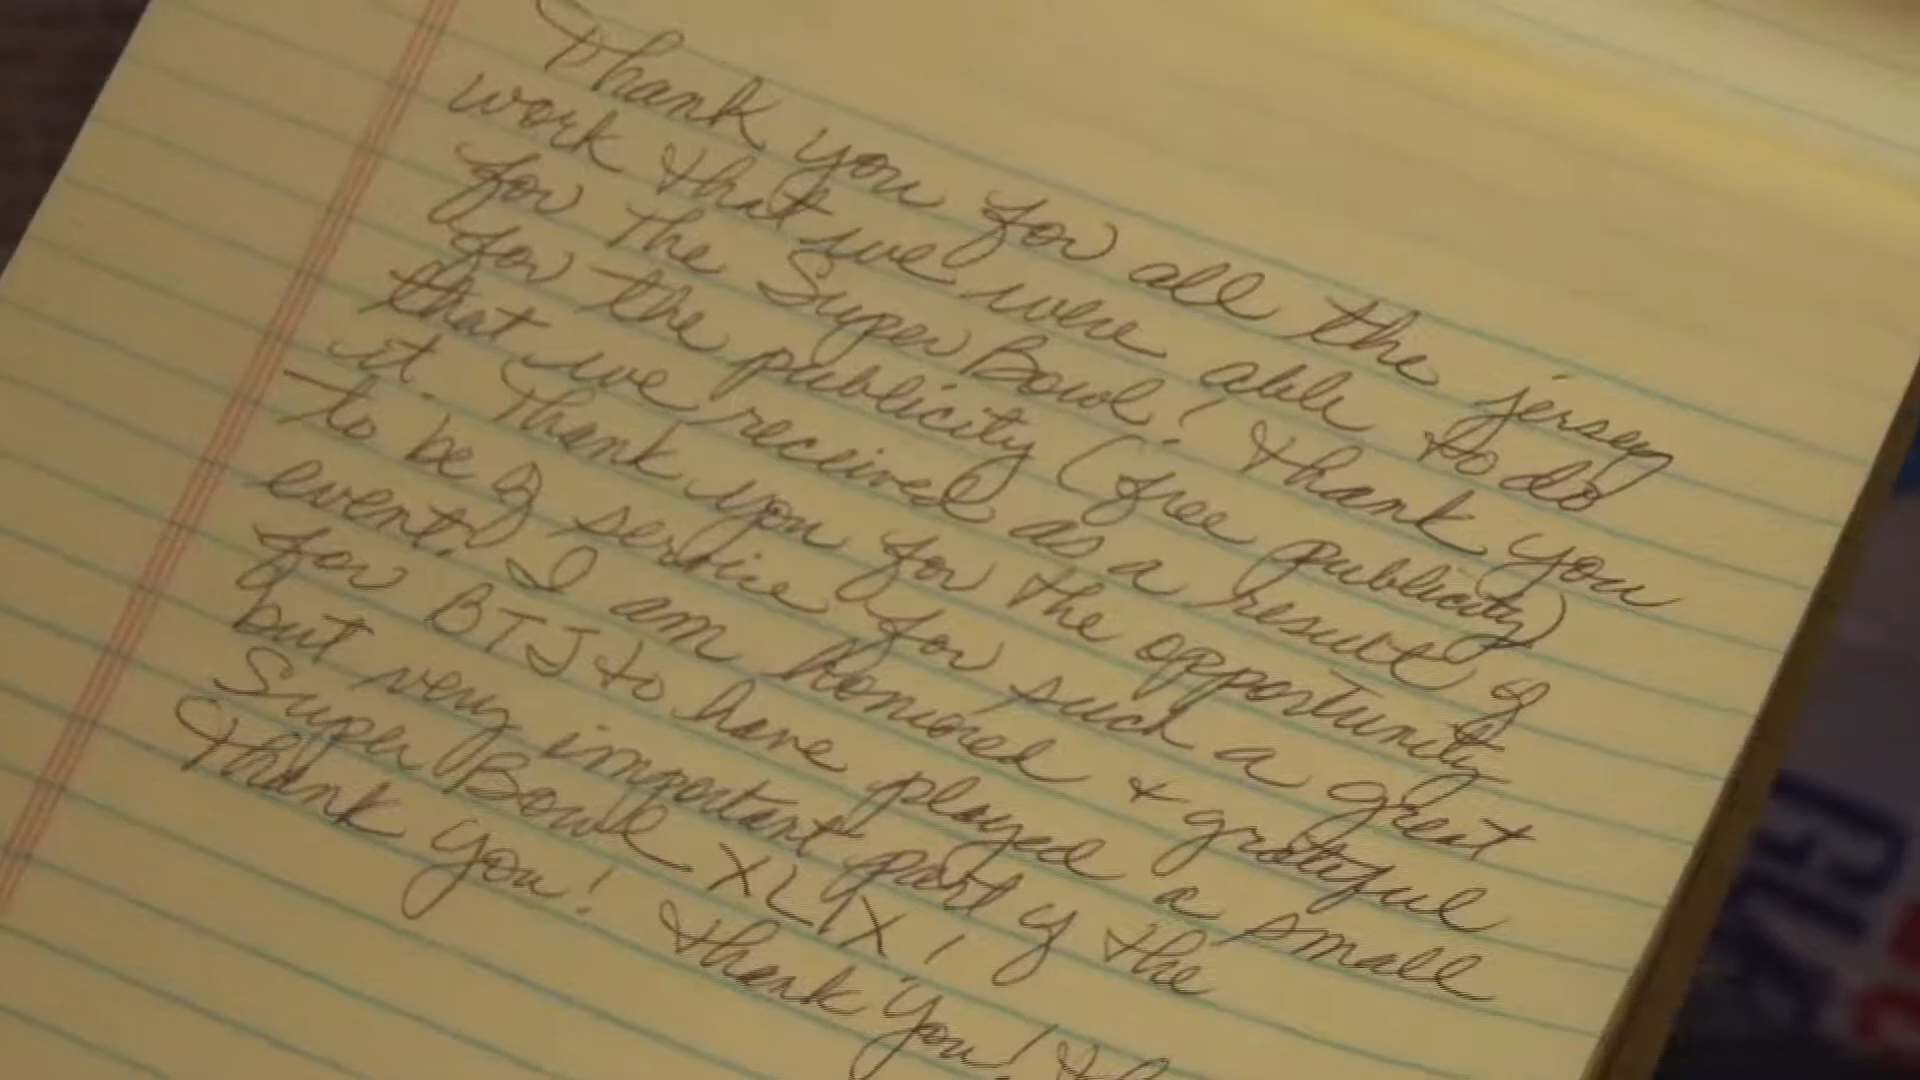 Thank you for all the jersey
work that we were able to do
for the Super Bowl! Thank you
for the publicity (free publicity)
that we received as a result of
it. Thank you for the opportunity
to be of service for such a great
event! I am honored & grateful
for BTJ to have played a small
but very important part of the
Super Bowl XLIX!
Thank you! Thank you!